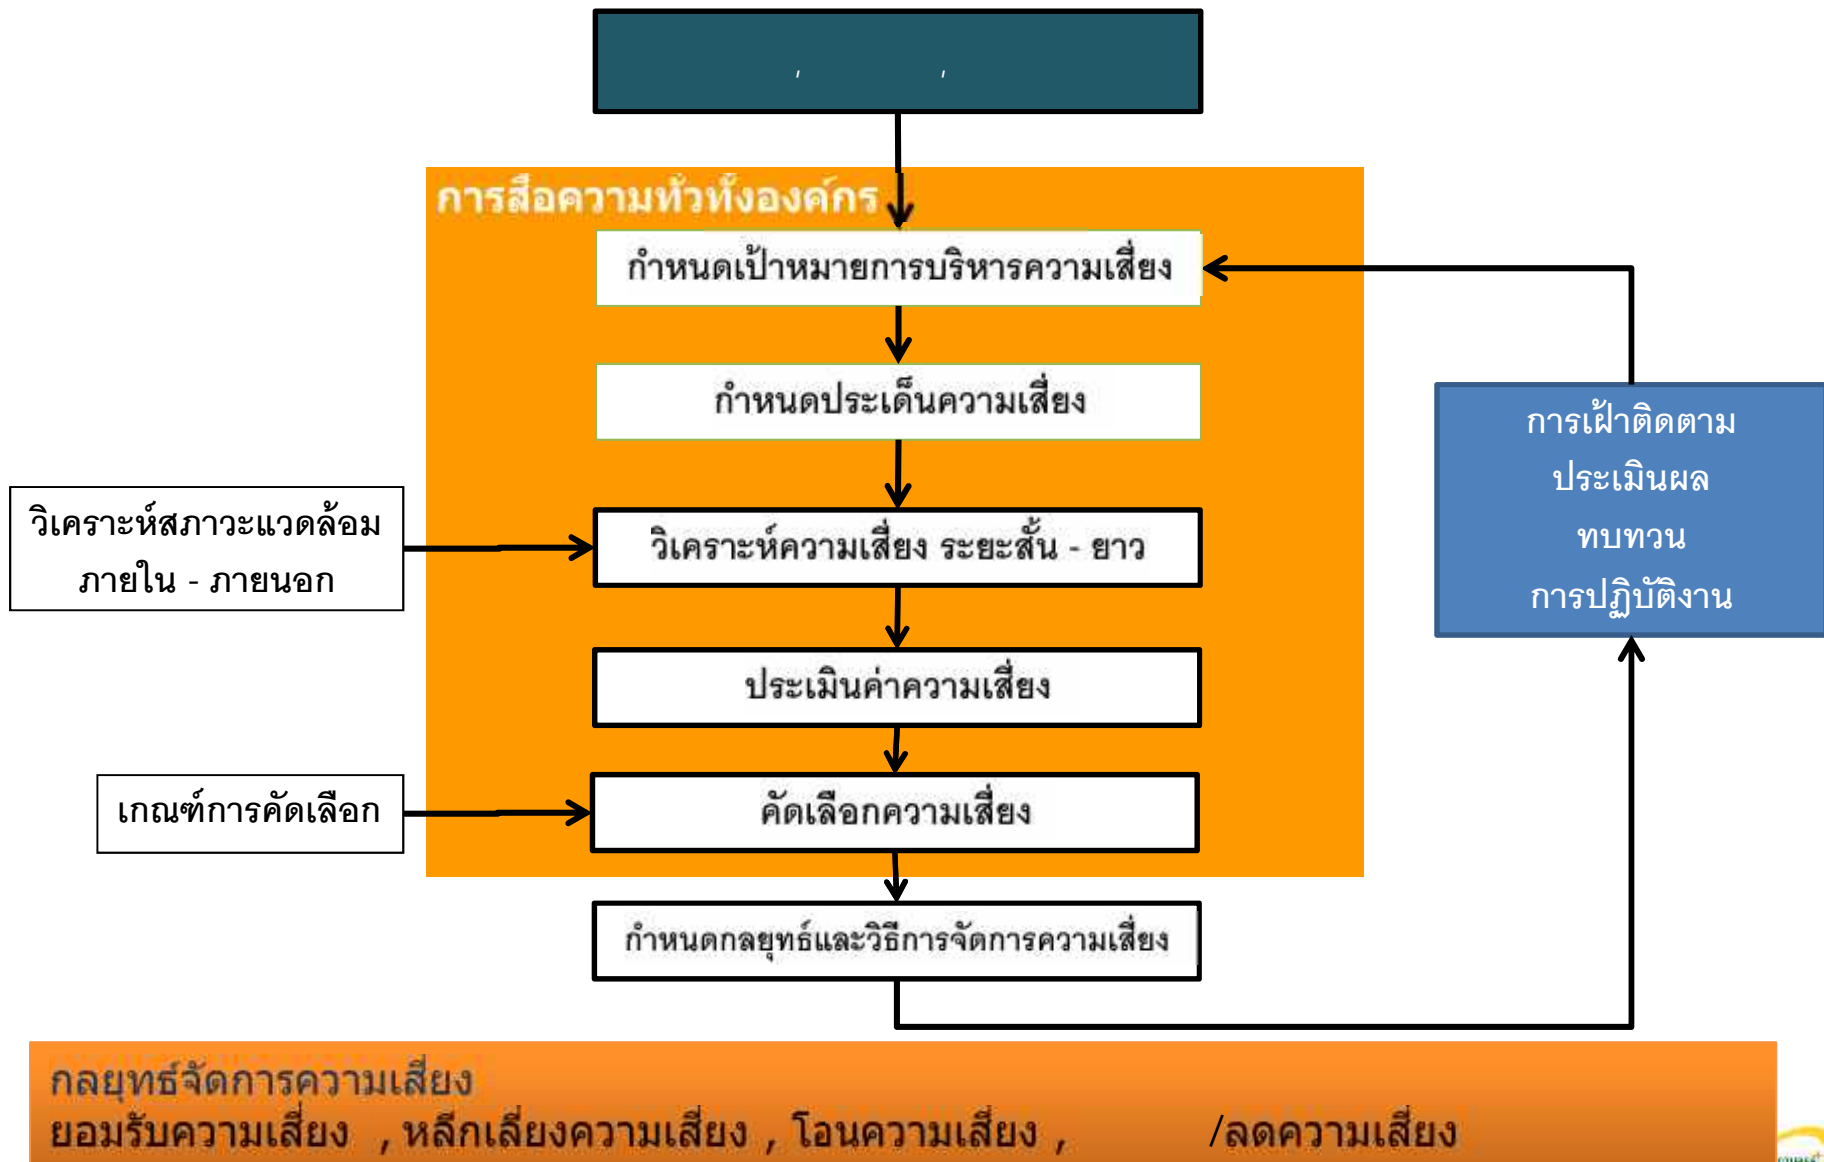 , ,
การสื่อความทั่วทั้งองค์กร
กำหนดเป้าหมายการบริหารความเสี่ยง
กำหนดประเด็นความเสี่ยง
วิเคราะห์สภาวะแวดล้อม
ภายใน - ภายนอก
วิเคราะห์ความเสี่ยง ระยะสั้น - ยาว
การเฝ้าติดตาม
ประเมินผล
ทบทวน
การปฏิบัติงาน
ประเมินค่าความเสี่ยง
เกณฑ์การคัดเลือก
คัดเลือกความเสี่ยง
กำหนดกลยุทธ์และวิธีการจัดการความเสี่ยง
กลยุทธ์จัดการความเสี่ยง
ยอมรับความเสี่ยง , หลีกเลี่ยงความเสี่ยง , โอนความเสี่ยง , /ลดความเสี่ยง